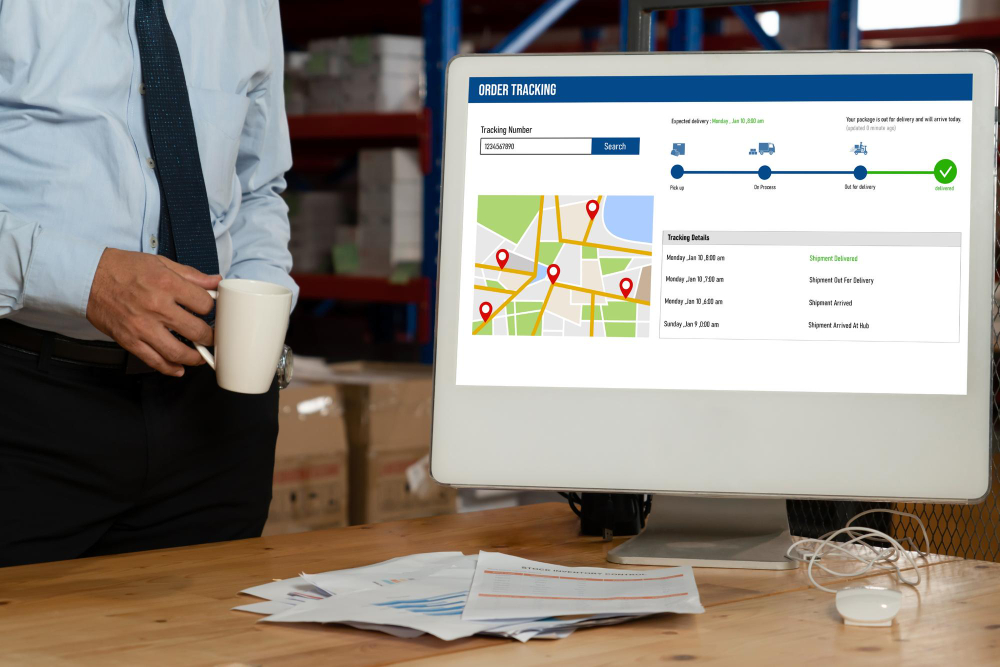 ORDER TRACKING
Tracking Number
1234567890
Search
Expected delivery : Monday , Jan 10 ,8:00 am
Your package is out for delivery and will arrive today.
(updated 0 minute ago)
Pick up
On Process
Out for delivery
delivered
Tracking Details
Monday ,Jan 10 ,8:00 am Shipment Delivered
Monday ,Jan 10 ,7:00 am Shipment Out For Delivery
Monday ,Jan 10 ,6:00 am Shipment Arrived
Sunday ,Jan 9 ,0:00 am Shipment Arrived At Hub
STOCK INVENTORY CONTROL